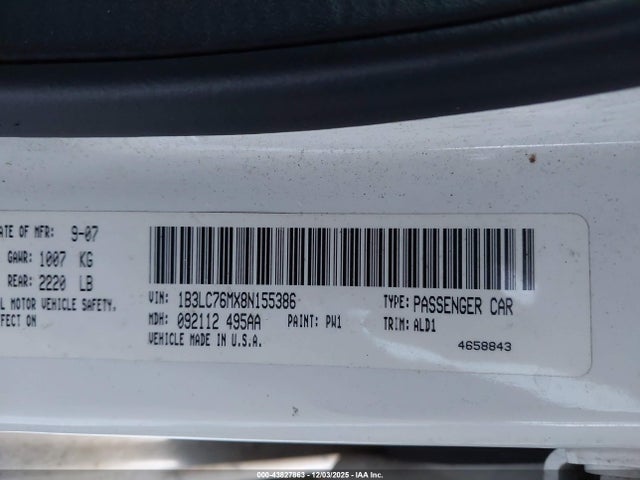 ATE OF MFR: 9-07
GAWR: 1007 KG
REAR: 2220 LB
L MOTOR VEHICLE SAFETY,
FFECT ON
VIN: 1B3LC76MX8N155386
TYPE: PASSENGER CAR
MDH: 092112 495AA PAINT: PW1
TRIM: ALD1
VEHICLE MADE IN U.S.A.
4658843
000-43827863 - 12/03/2025 - IAA Inc.